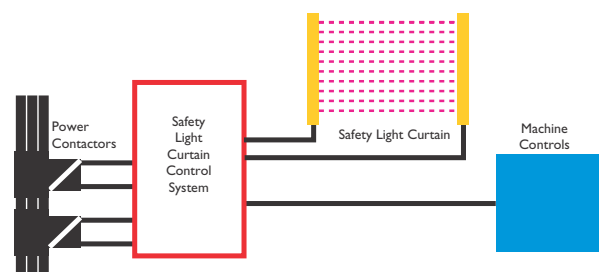 Power
Contactors
Safety
Light
Curtain
Control
System
Safety Light Curtain
Machine
Controls